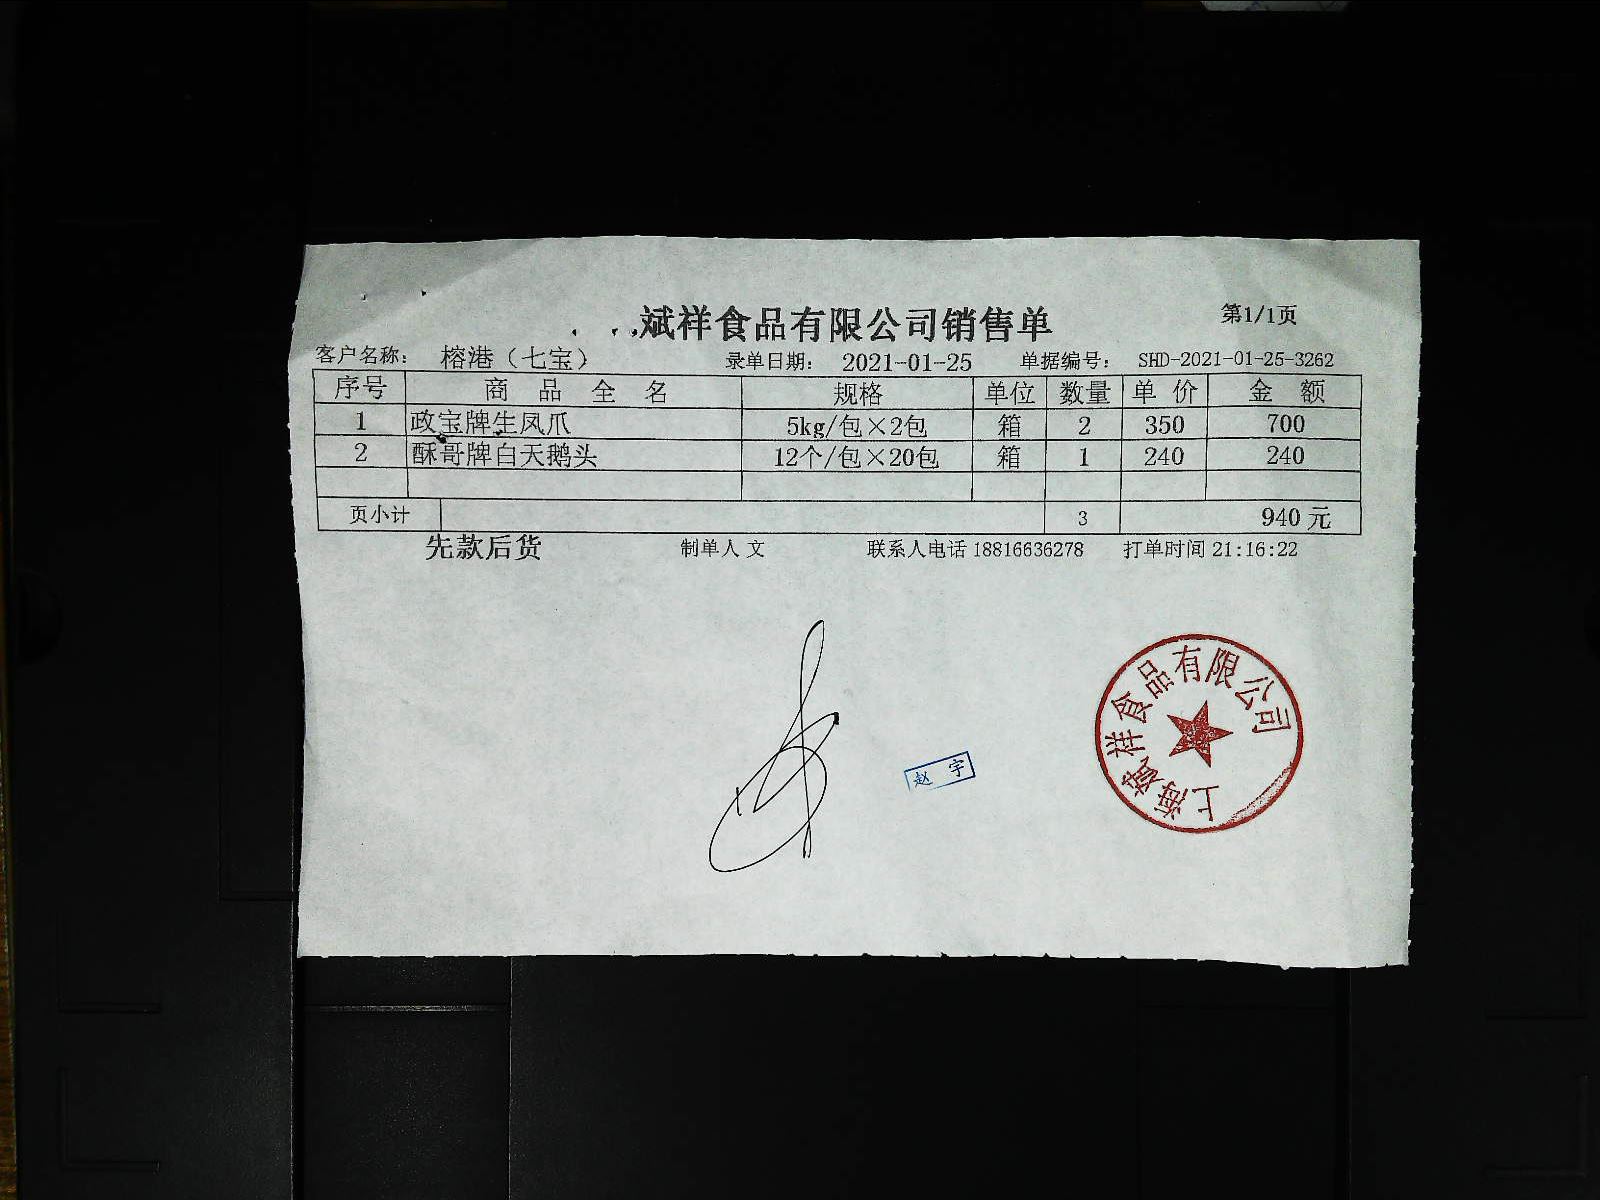 斌祥食品有限公司销售单
第1/1页
客户名称： 榕港（七宝） 录单日期： 2021-01-25 单据编号： SHD-2021-01-25-3262
序号 商品全名 规格 单位 数量 单价 金额
1 政宝牌生凤爪 5kg/包×2包 箱 2 350 700
2 酥哥牌白天鹅头 12个/包×20包 箱 1 240 240
页小计 3 940 元
先款后货 制单人 文 联系人电话 18816636278 打单时间 21:16:22
上海斌祥食品有限公司
赵 宇